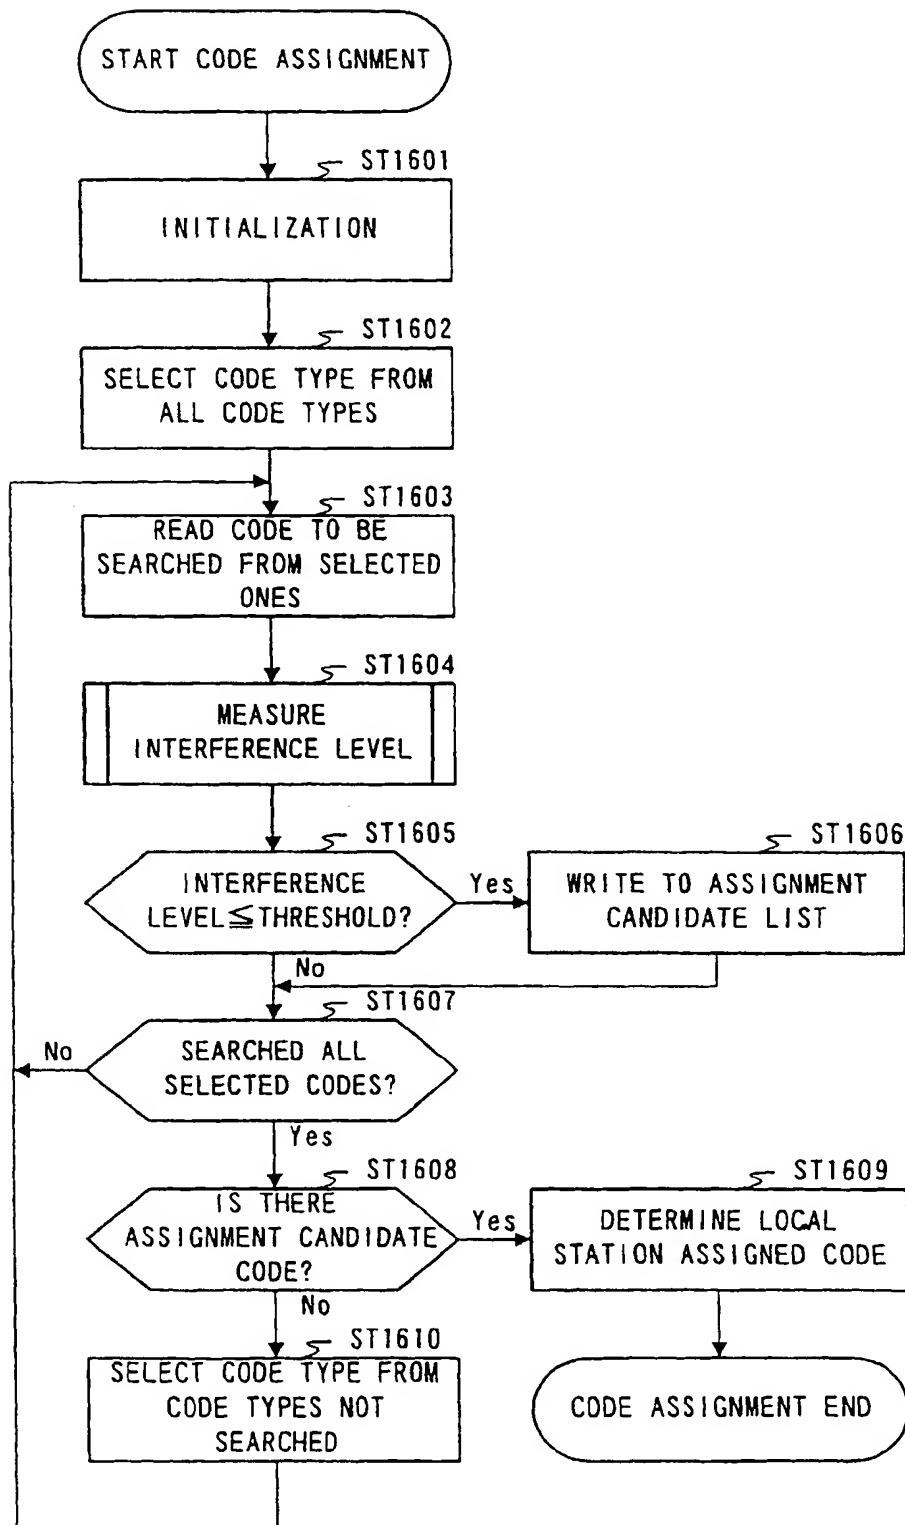 START CODE ASSIGNMENT
ST1601
INITIALIZATION
ST1602
SELECT CODE TYPE FROM
ALL CODE TYPES
ST1603
READ CODE TO BE
SEARCHED FROM SELECTED
ONES
ST1604
MEASURE
INTERFERENCE LEVEL
ST1605
INTERFERENCE
LEVEL≦THRESHOLD?
Yes
ST1606
WRITE TO ASSIGNMENT
CANDIDATE LIST
No
ST1607
SEARCHED ALL
SELECTED CODES?
No
Yes
ST1608
IS THERE
ASSIGNMENT CANDIDATE
CODE?
Yes
ST1609
DETERMINE LOCAL
STATION ASSIGNED CODE
No
ST1610
SELECT CODE TYPE FROM
CODE TYPES NOT
SEARCHED
CODE ASSIGNMENT END